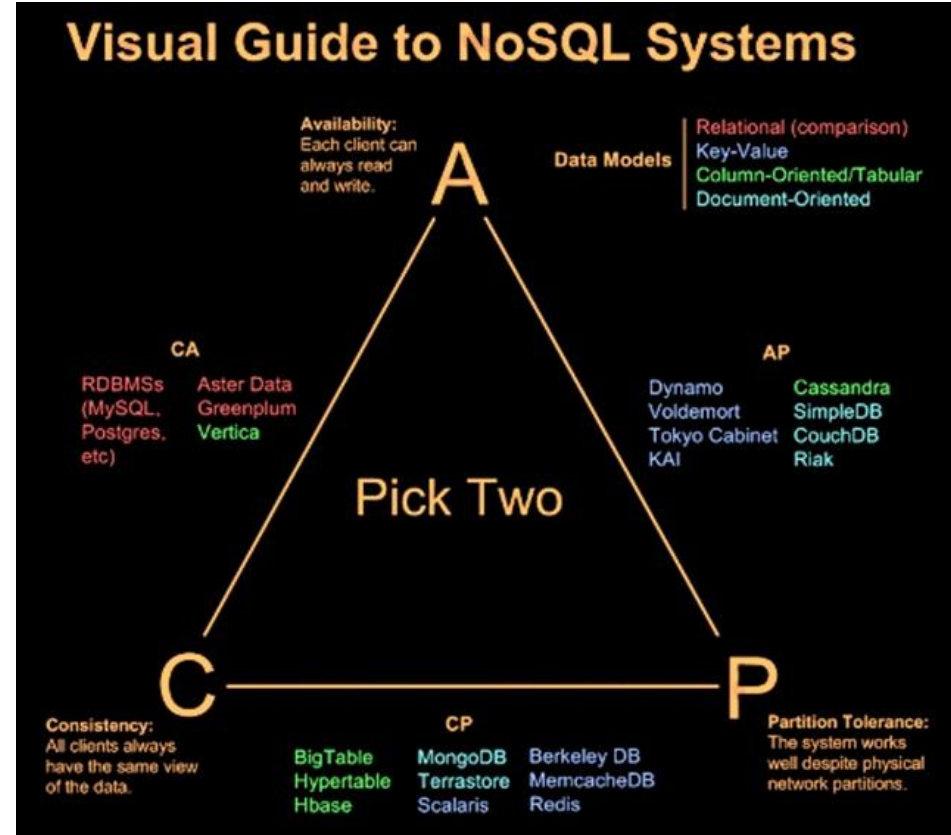 Visual Guide to NoSQL Systems
Availability:
Each client can
always read
and write.
A
Data Models
Relational (comparison)
Key-Value
Column-Oriented/Tabular
Document-Oriented
CA
RDBMSs
(MySQL,
Postgres,
etc)
Aster Data
Greenplum
Vertica
AP
Dynamo
Voldemort
Tokyo Cabinet
KAI
Cassandra
SimpleDB
CouchDB
Riak
Pick Two
C
P
Consistency:
All clients always
have the same view
of the data.
CP
BigTable
Hypertable
Hbase
MongoDB
Terrastore
Scalaris
Berkeley DB
MemcacheDB
Redis
Partition Tolerance:
The system works
well despite physical
network partitions.